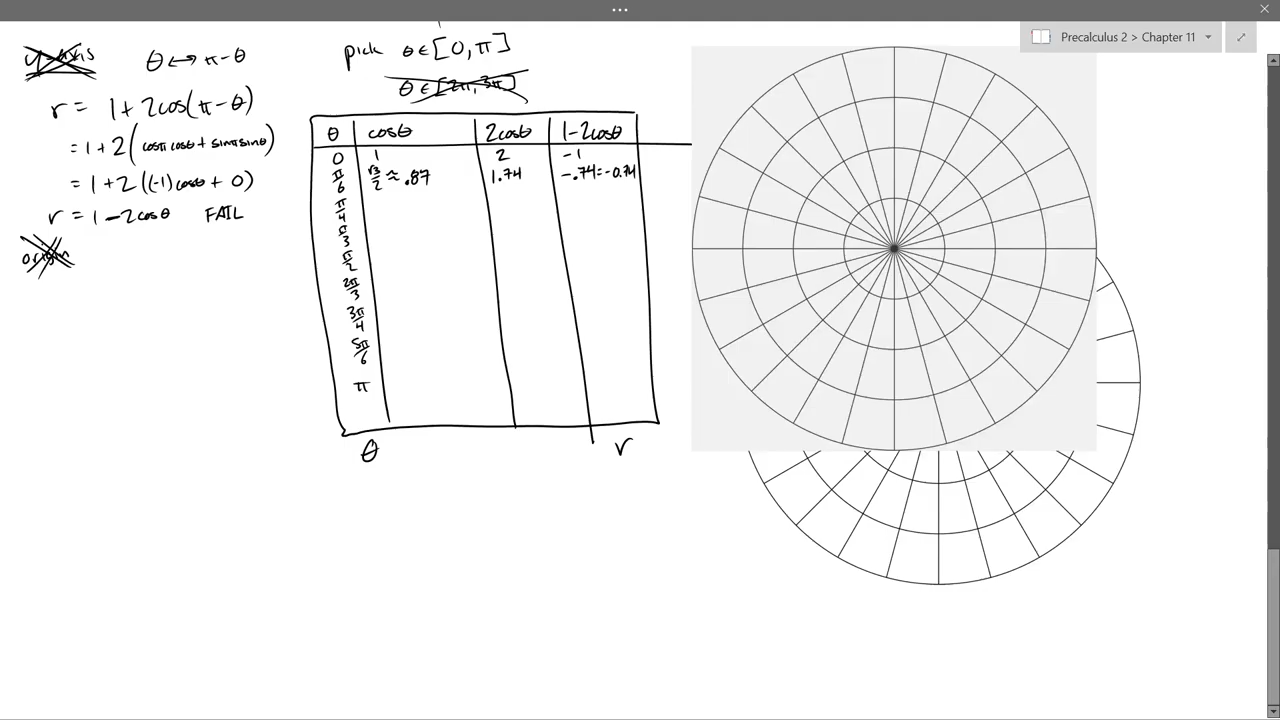 y-axis θ ↔ π-θ
r = 1 + 2cos(π-θ)
= 1 + 2(cosπ cosθ + sinπ sinθ)
= 1 + 2((-1)cosθ + 0)
r = 1 - 2cosθ FAIL
origin
pick θ ∈ [0, π]
θ ∈ [2π, 3π]
θ cosθ 2cosθ 1-2cosθ
0 1 2 -1
π/6 √3/2 ≈ .87 1.74 -.74 = -0.74
π/4
π/3
π/2
2π/3
3π/4
5π/6
π
θ r
Precalculus 2 > Chapter 11